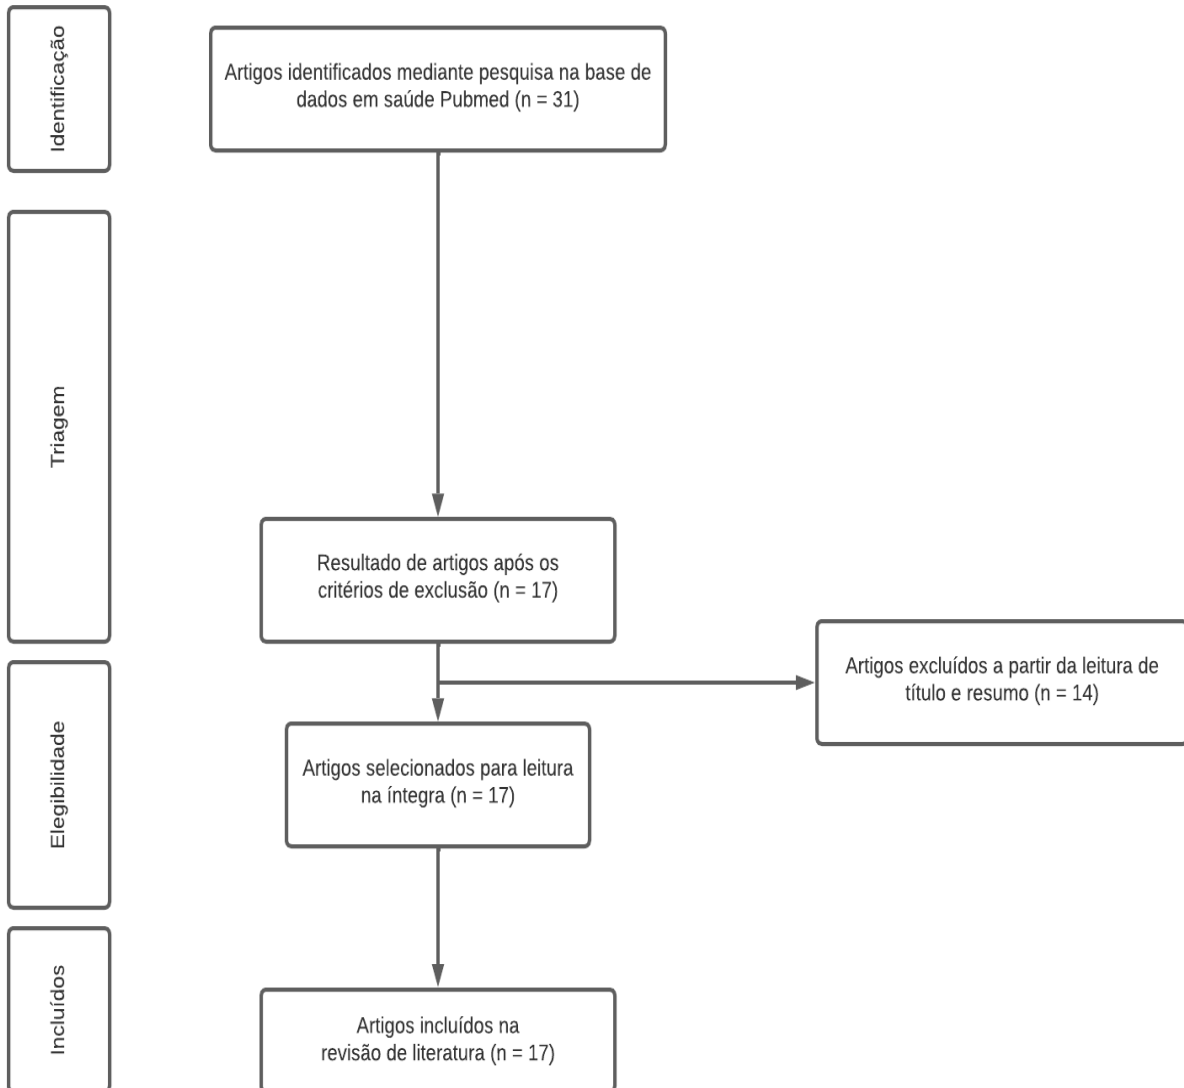 Identificação
Artigos identificados mediante pesquisa na base de
dados em saúde Pubmed (n = 31)
Triagem
Resultado de artigos após os
critérios de exclusão (n = 17)
Artigos excluídos a partir da leitura de
título e resumo (n = 14)
Elegibilidade
Artigos selecionados para leitura
na íntegra (n = 17)
Incluídos
Artigos incluídos na
revisão de literatura (n = 17)